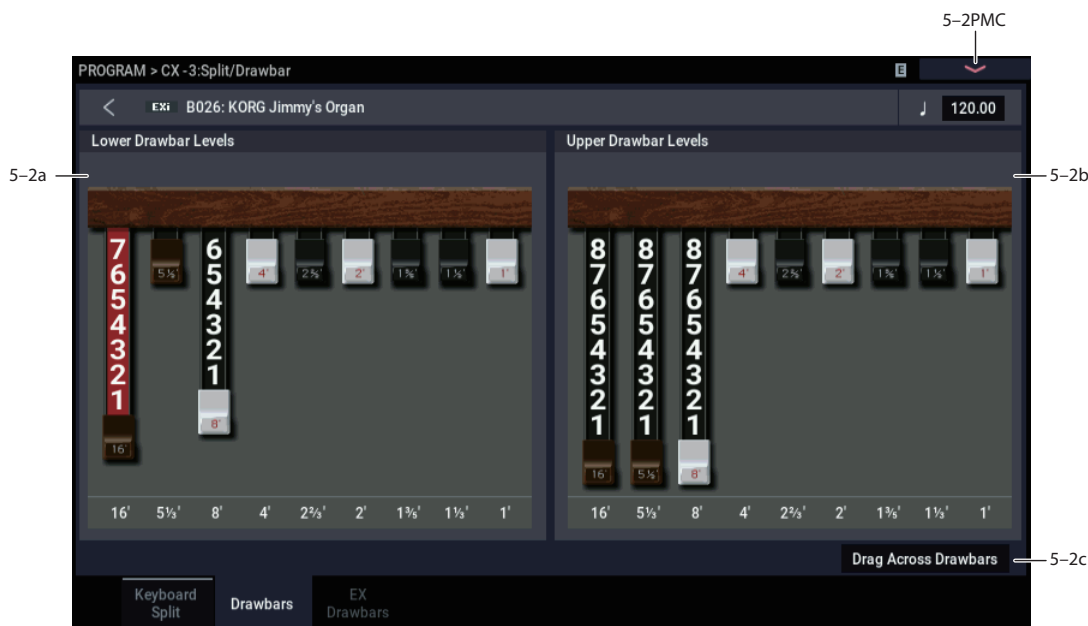 5–2PMC
PROGRAM > CX -3:Split/Drawbar
E
EXi B026: KORG Jimmy's Organ
♩ 120.00
Lower Drawbar Levels
Upper Drawbar Levels
5–2a
5–2b
7 6 5 4 3 2 1
16'
5⅓'
6 5 4 3 2 1
8'
4'
2⅔'
2'
1⅗'
1⅓'
1'
8 7 6 5 4 3 2 1
16'
8 7 6 5 4 3 2 1
5⅓'
8 7 6 5 4 3 2 1
8'
4'
2⅔'
2'
1⅗'
1⅓'
1'
16' 5⅓' 8' 4' 2⅔' 2' 1⅗' 1⅓' 1'
16' 5⅓' 8' 4' 2⅔' 2' 1⅗' 1⅓' 1'
Drag Across Drawbars
5–2c
Keyboard
Split
Drawbars
EX
Drawbars